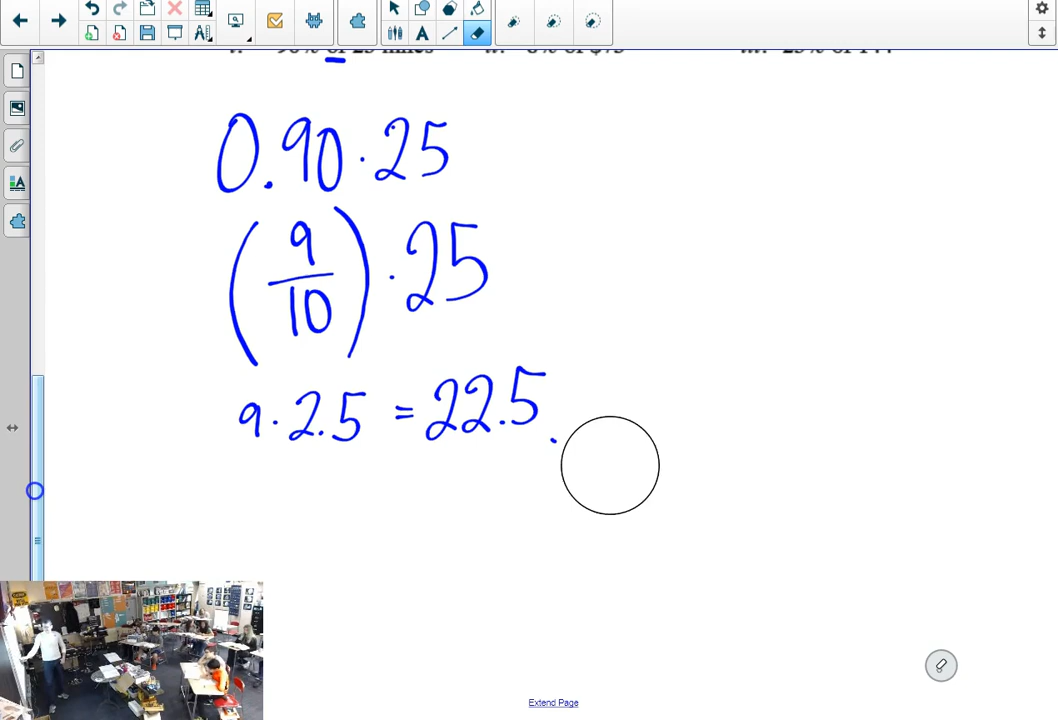 0.90 · 25
( 9 / 10 ) · 25
9 · 2.5 = 22.5
Extend Page